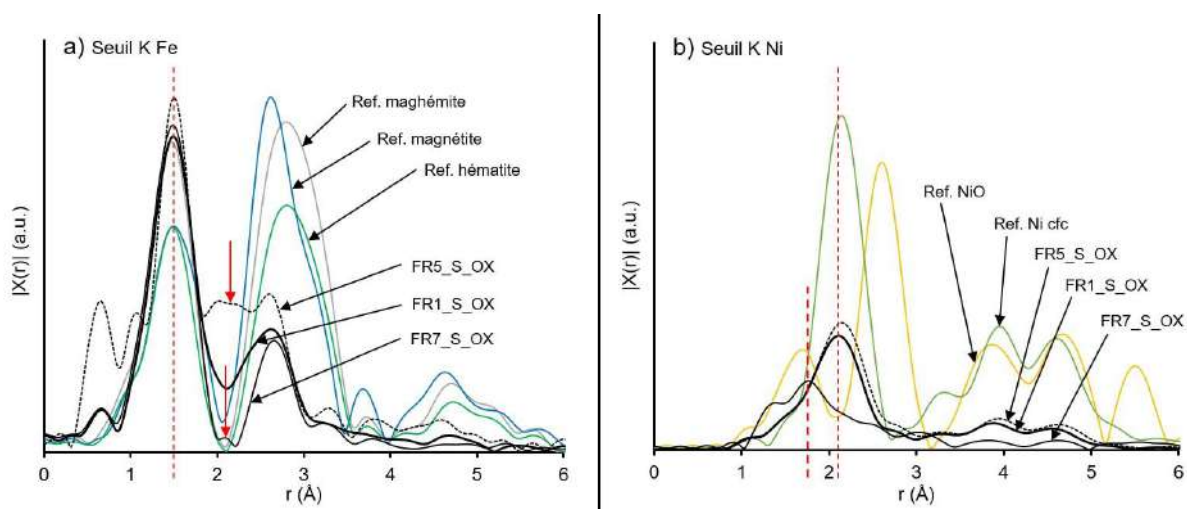 a) Seuil K Fe
|X(r)| (a.u.)
Ref. maghémite
Ref. magnétite
Ref. hématite
FR5_S_OX
FR1_S_OX
FR7_S_OX
0 1 2 3 4 5 6
r (Å)
b) Seuil K Ni
|X(r)| (a.u.)
Ref. NiO
Ref. Ni cfc
FR5_S_OX
FR1_S_OX
FR7_S_OX
0 1 2 3 4 5 6
r (Å)